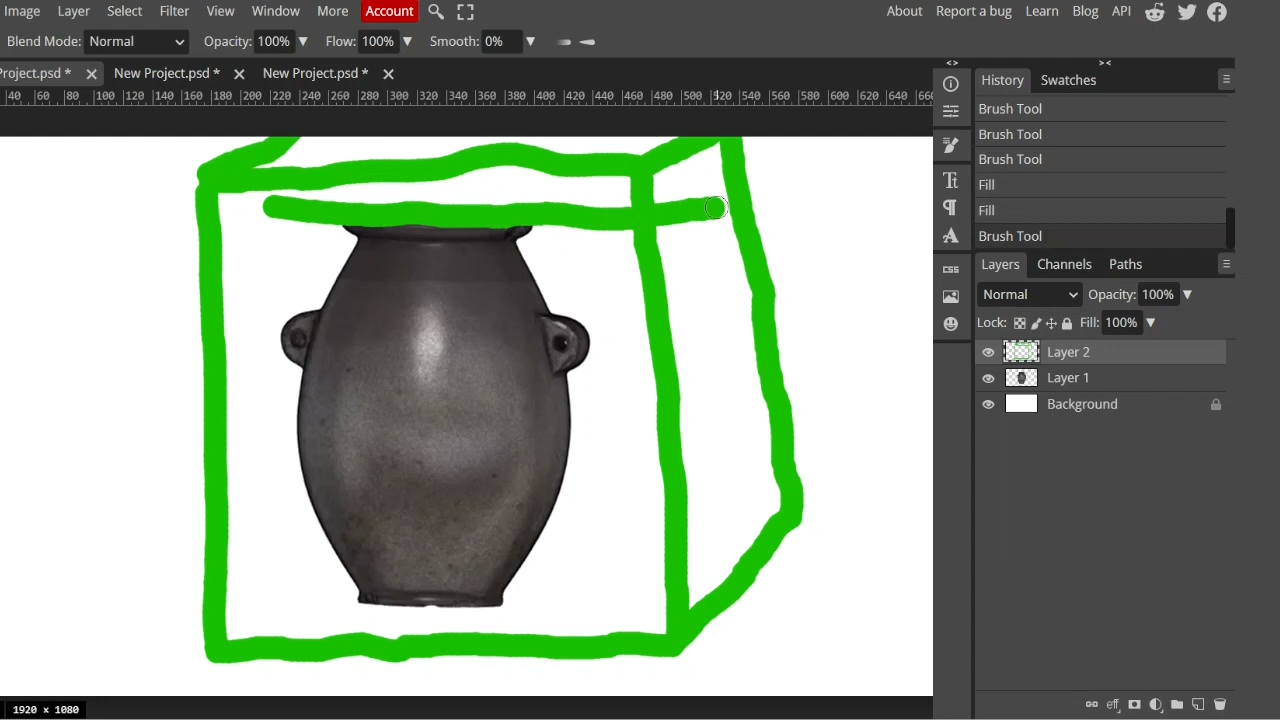 Image Layer Select Filter View Window More Account About Report a bug Learn Blog API
Blend Mode: Normal Opacity: 100% Flow: 100% Smooth: 0%
Project.psd * New Project.psd * New Project.psd *
40 60 80 100 120 140 160 180 200 220 240 260 280 300 320 340 360 380 400 420 440 460 480 500 520 540 560 580 600 620 640 66
History Swatches
Brush Tool
Brush Tool
Brush Tool
Fill
Fill
Brush Tool
CSS
Layers Channels Paths
Normal Opacity: 100%
Lock: Fill: 100%
Layer 2
Layer 1
Background
eff
1920 x 1080